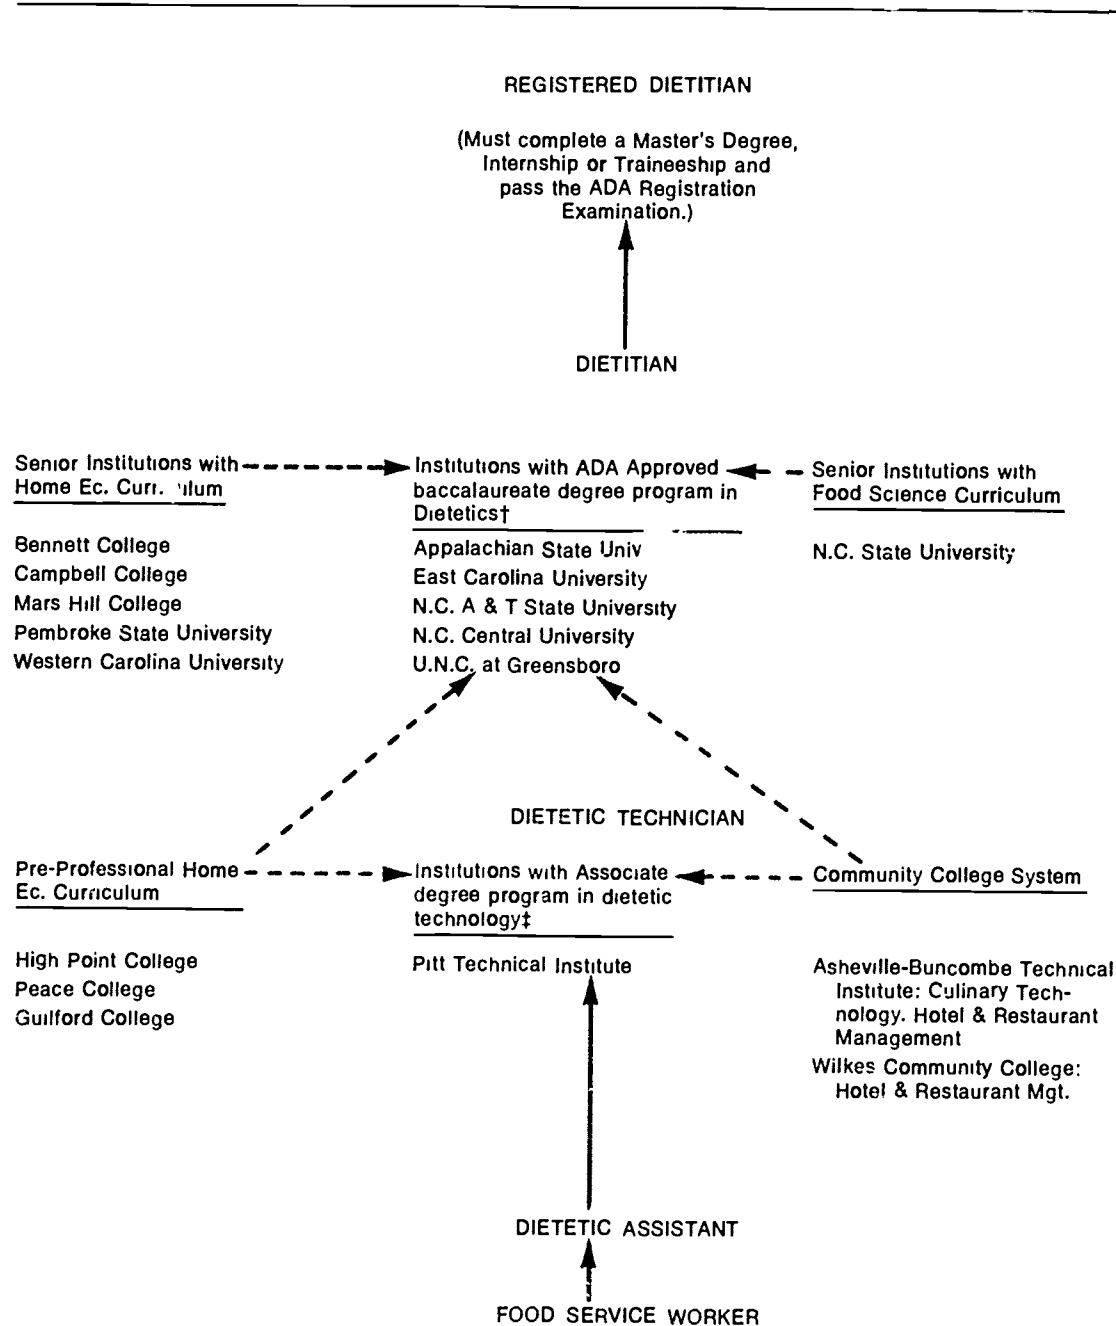 REGISTERED DIETITIAN
(Must complete a Master's Degree,
Internship or Traineeship and
pass the ADA Registration
Examination.)
DIETITIAN
Senior Institutions with
Home Ec.
Institutions with ADA Approved
baccalaureate degree program in
Dietetics†
Senior Institutions with
Food Science Curriculum
Bennett College
Campbell College
Mars Hill College
Pembroke State University
Western Carolina University
Appalachian State Univ
East Carolina University
N.C. A & T State University
N.C. Central University
U.N.C. at Greensboro
N.C. State University
DIETETIC TECHNICIAN
Pre-Professional Home
Ec. Curriculum
Institutions with Associate
degree program in dietetic
technology‡
Community College System
High Point College
Peace College
Guilford College
Pitt Technical Institute
Asheville-Buncombe Technical
Institute: Culinary Tech-
nology. Hotel & Restaurant
Management
Wilkes Community College:
Hotel & Restaurant Mgt.
DIETETIC ASSISTANT
FOOD SERVICE WORKER